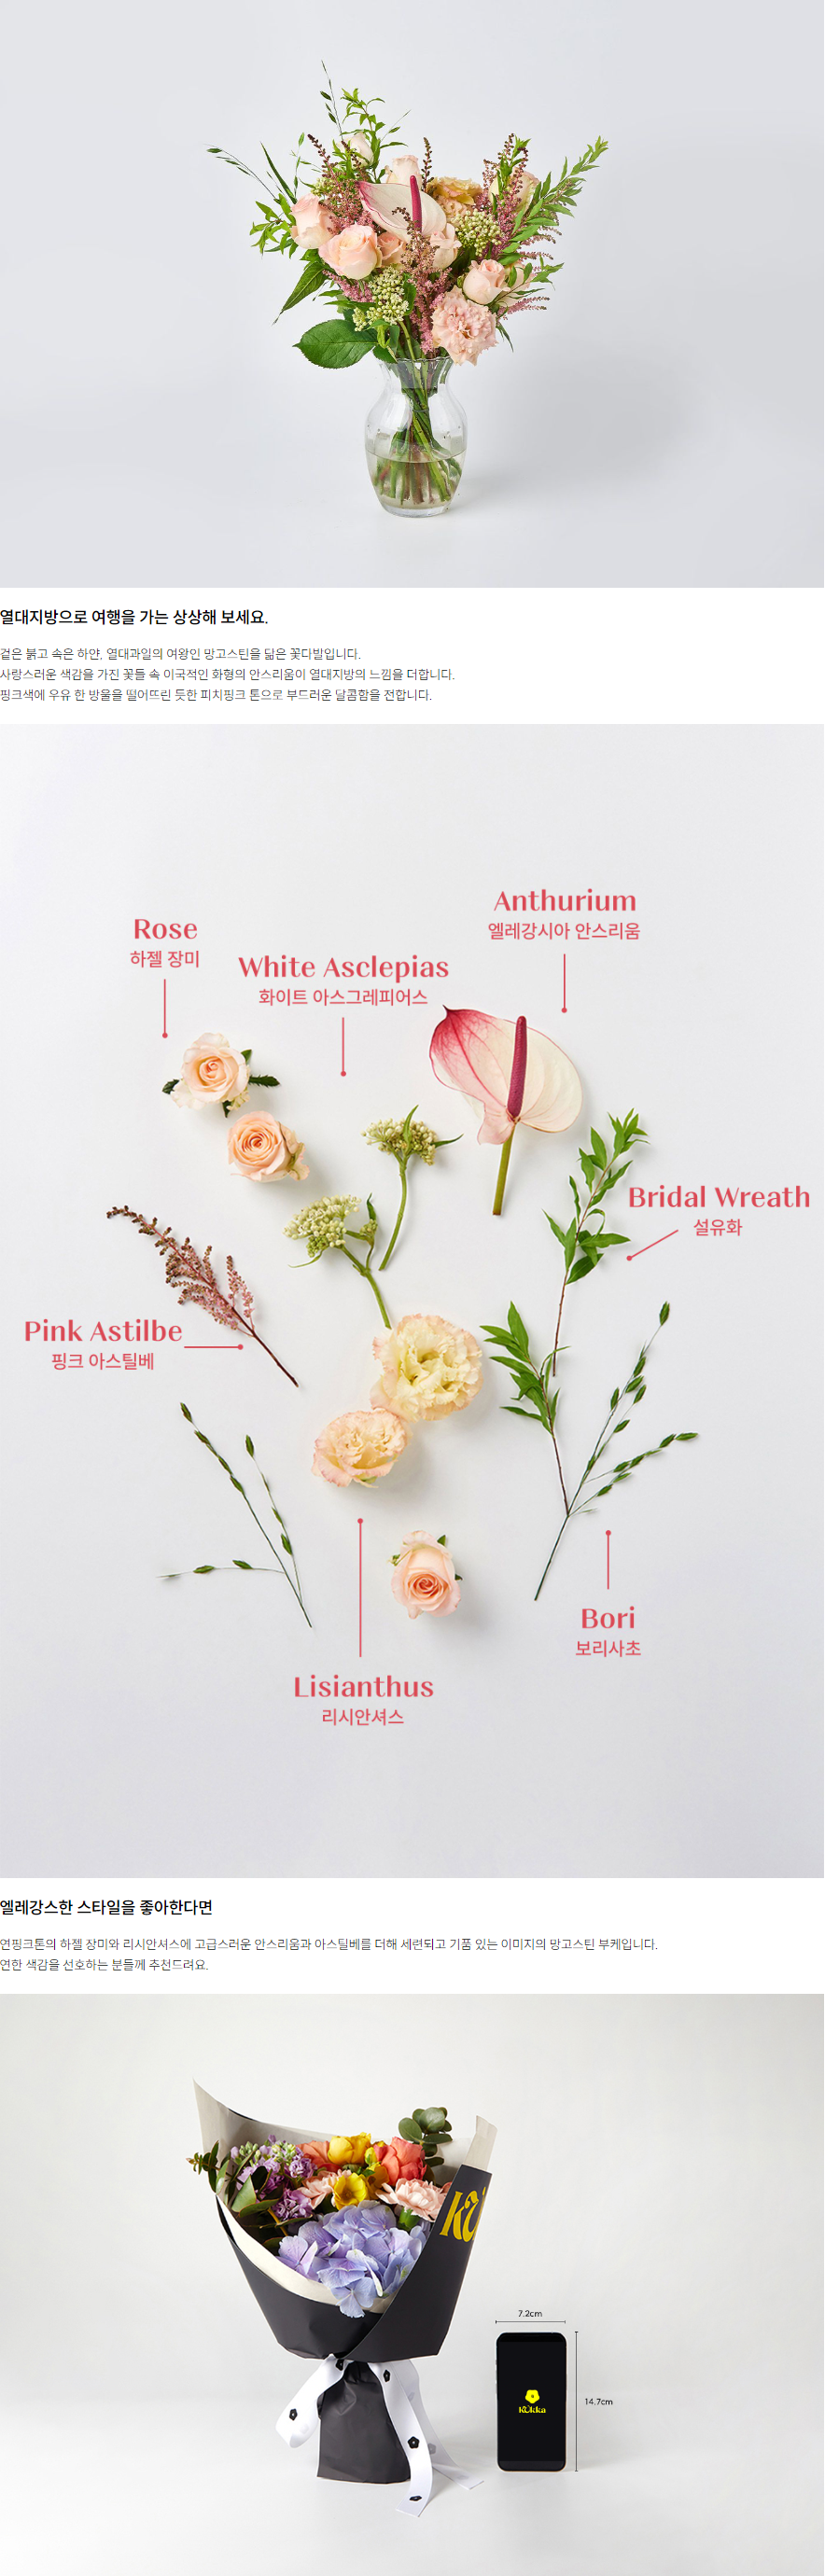 열대지방으로 여행을 가는 상상해 보세요.
겉은 붉고 속은 하얀, 열대과일의 여왕인 망고스틴을 닮은 꽃다발입니다.
사랑스러운 색감을 가진 꽃들 속 이국적인 화형의 안스리움이 열대지방의 느낌을 더합니다.
핑크색에 우유 한 방울을 떨어뜨린 듯한 피치핑크 톤으로 부드러운 달콤함을 전합니다.
Anthurium
엘레강시아 안스리움
Rose
하젤 장미
White Asclepias
화이트 아스그레피어스
Bridal Wreath
설유화
Pink Astilbe
핑크 아스틸베
Bori
보리사초
Lisianthus
리시안셔스
엘레강스한 스타일을 좋아한다면
연핑크톤의 하젤 장미와 리시안셔스에 고급스러운 안스리움과 아스틸베를 더해 세련되고 기품 있는 이미지의 망고스틴 부케입니다.
연한 색감을 선호하는 분들께 추천드려요.
7.2cm
14.7cm
Kukka